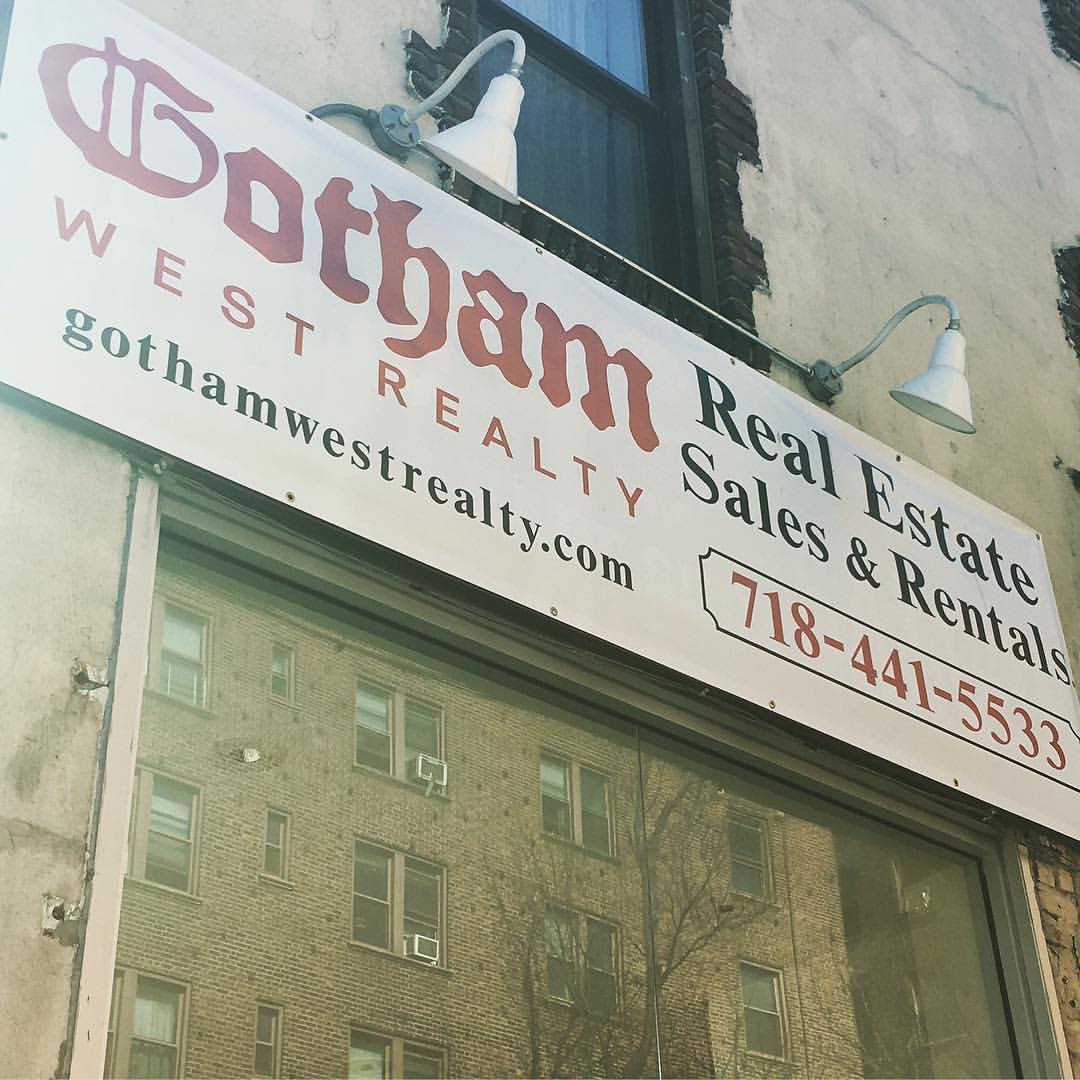 Gotham
WEST REALTY
gothamwestrealty.com
Real Estate
Sales & Rentals
718-441-5533